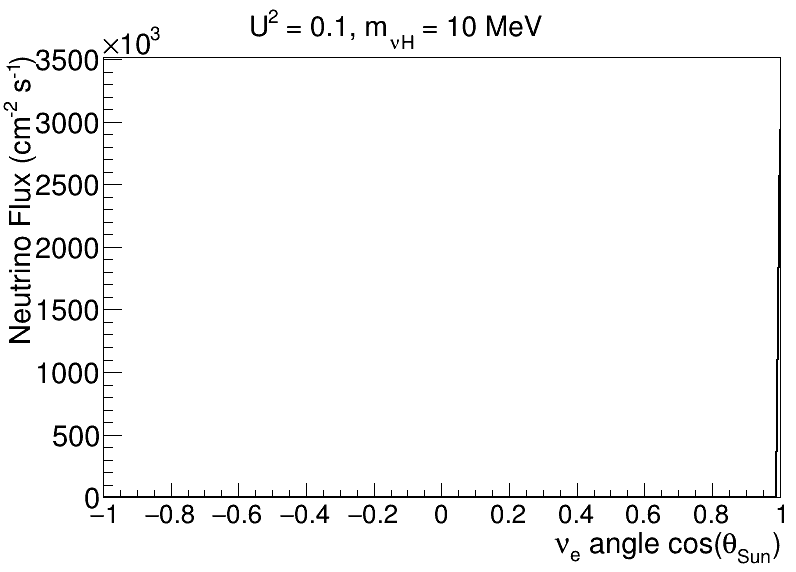 U² = 0.1, m_νH = 10 MeV
×10³
Neutrino Flux (cm⁻² s⁻¹)
3500
3000
2500
2000
1500
1000
500
0
−1 −0.8 −0.6 −0.4 −0.2 0 0.2 0.4 0.6 0.8 1
ν_e angle cos(θ_Sun)